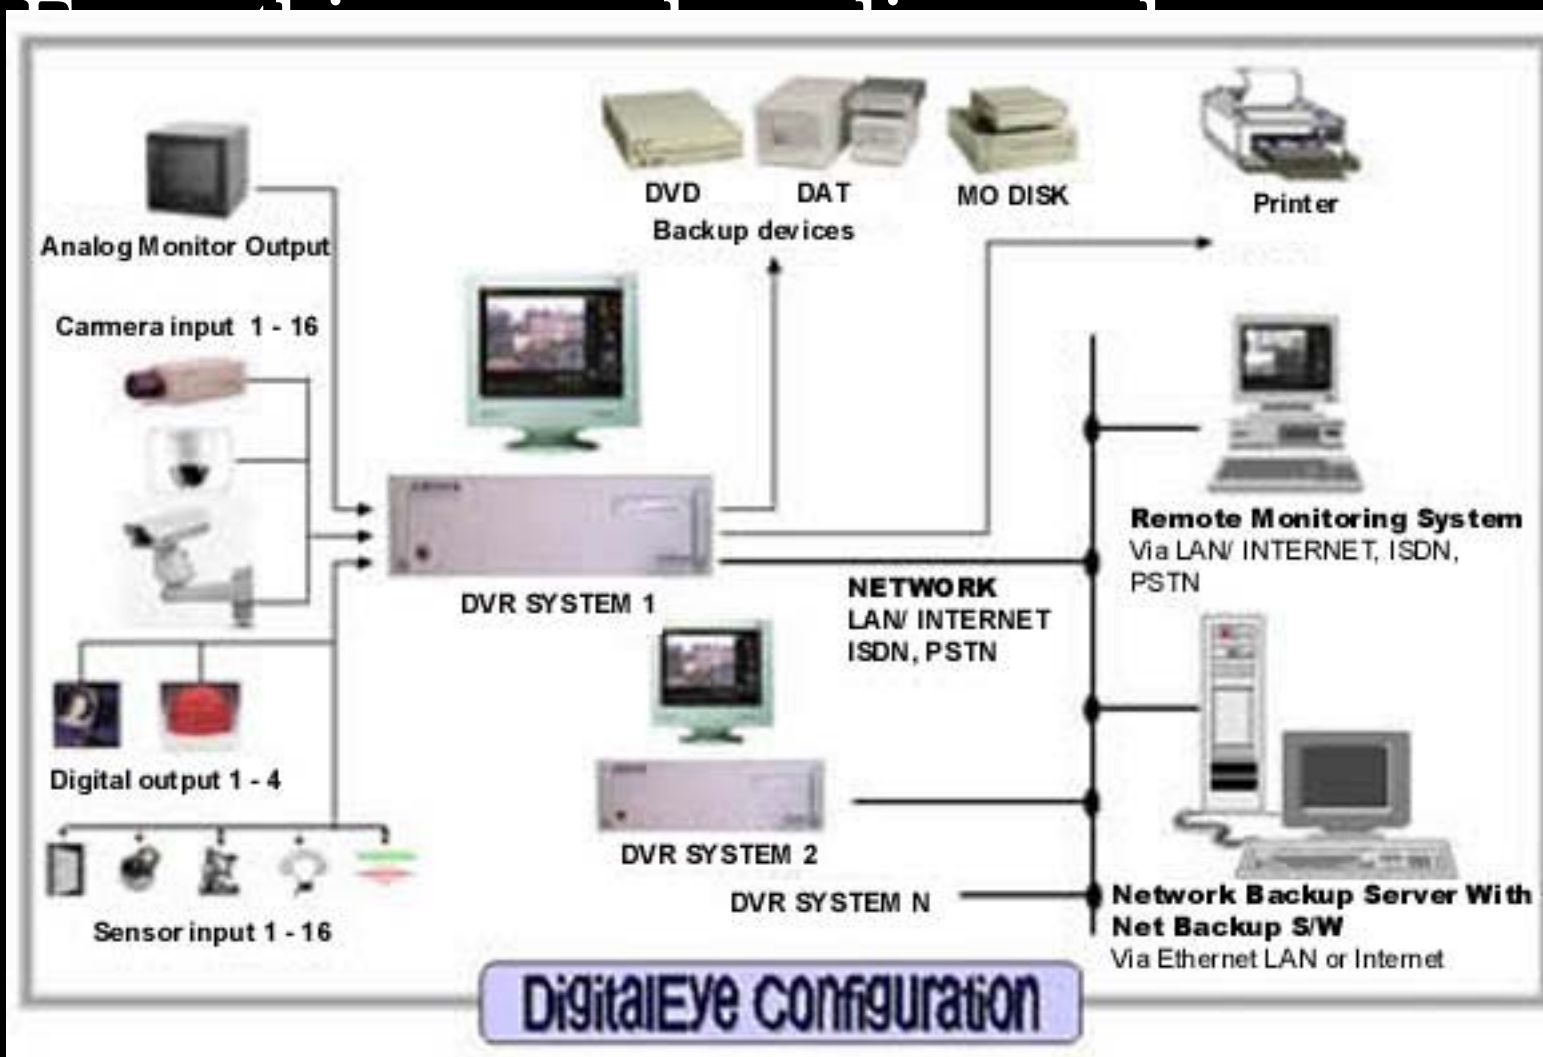 DVD
DAT
MO DISK
Printer
Backup devices
Analog Monitor Output
Carmera input 1 - 16
Remote Monitoring System
Via LAN/ INTERNET, ISDN,
PSTN
DVR SYSTEM 1
NETWORK
LAN/ INTERNET
ISDN, PSTN
Digital output 1 - 4
DVR SYSTEM 2
DVR SYSTEM N
Network Backup Server With
Net Backup S/W
Via Ethernet LAN or Internet
Sensor input 1 - 16
DigitalEye Configuration